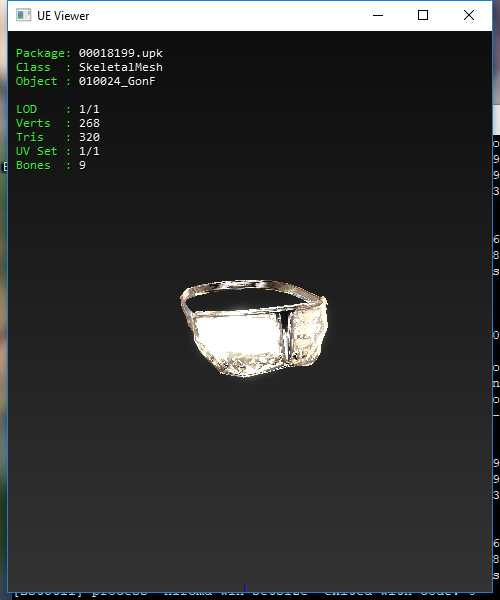 UE Viewer
Package: 00018199.upk
Class : SkeletalMesh
Object : 010024_GonF
LOD : 1/1
Verts : 268
Tris : 320
UV Set : 1/1
Bones : 9